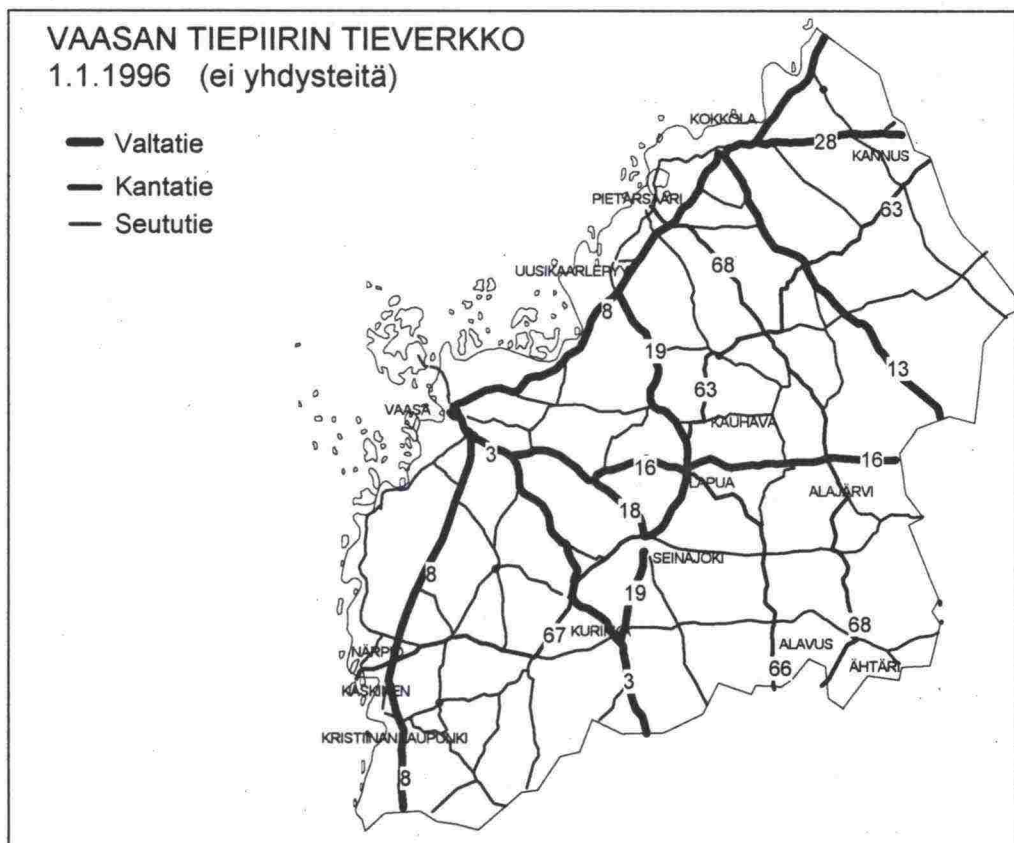 VAASAN TIEPIIRIN TIEVERKKO
1.1.1996 (ei yhdysteitä)
Valtatie
Kantatie
Seututie
KOKKOLA
28
KANNUS
PIETARSAARI
63
68
UUSIKAARLEPYY
8
19
13
63
VAASA
KAUHAVA
3
16
16
LAPUA
ALAJÄRVI
18
SEINÄJOKI
8
19
68
67
KURIKKA
ALAVUS
NÄRPIÖ
66
ÄHTÄRI
3
KASKINEN
KRISTIINANKAUPUNKI
8